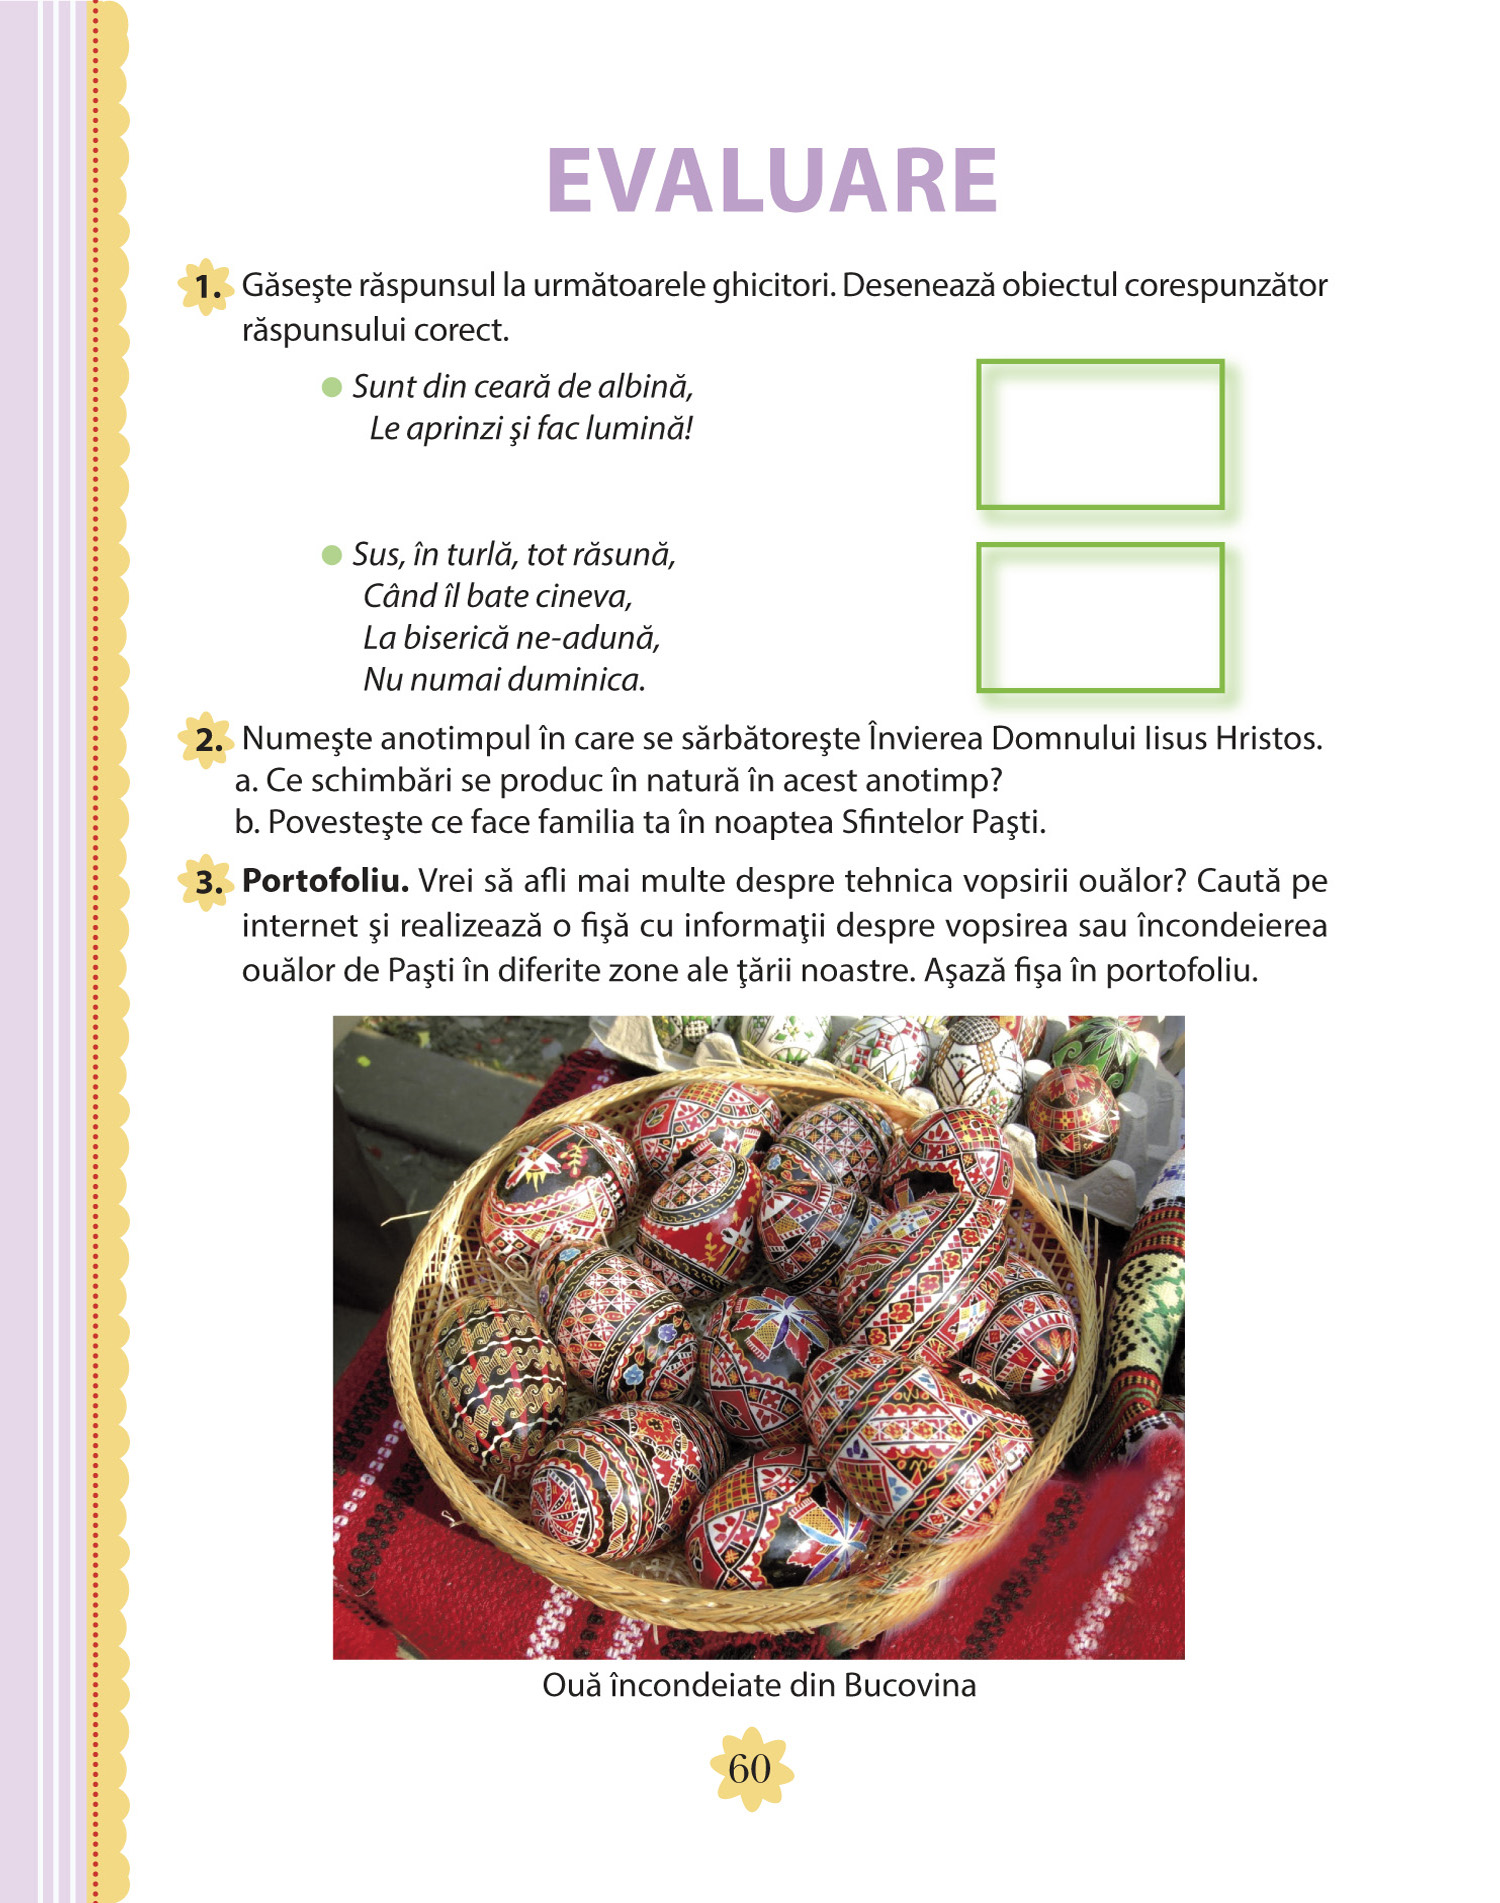 EVALUARE
1. Găseşte răspunsul la următoarele ghicitori. Desenează obiectul corespunzător
răspunsului corect.
● Sunt din ceară de albină,
Le aprinzi şi fac lumină!
● Sus, în turlă, tot răsună,
Când îl bate cineva,
La biserică ne-adună,
Nu numai duminica.
2. Numeşte anotimpul în care se sărbătoreşte Învierea Domnului Iisus Hristos.
a. Ce schimbări se produc în natură în acest anotimp?
b. Povesteşte ce face familia ta în noaptea Sfintelor Paşti.
3. Portofoliu. Vrei să afli mai multe despre tehnica vopsirii ouălor? Caută pe
internet şi realizează o fişă cu informaţii despre vopsirea sau încondeierea
ouălor de Paşti în diferite zone ale ţării noastre. Aşază fişa în portofoliu.
Ouă încondeiate din Bucovina
60